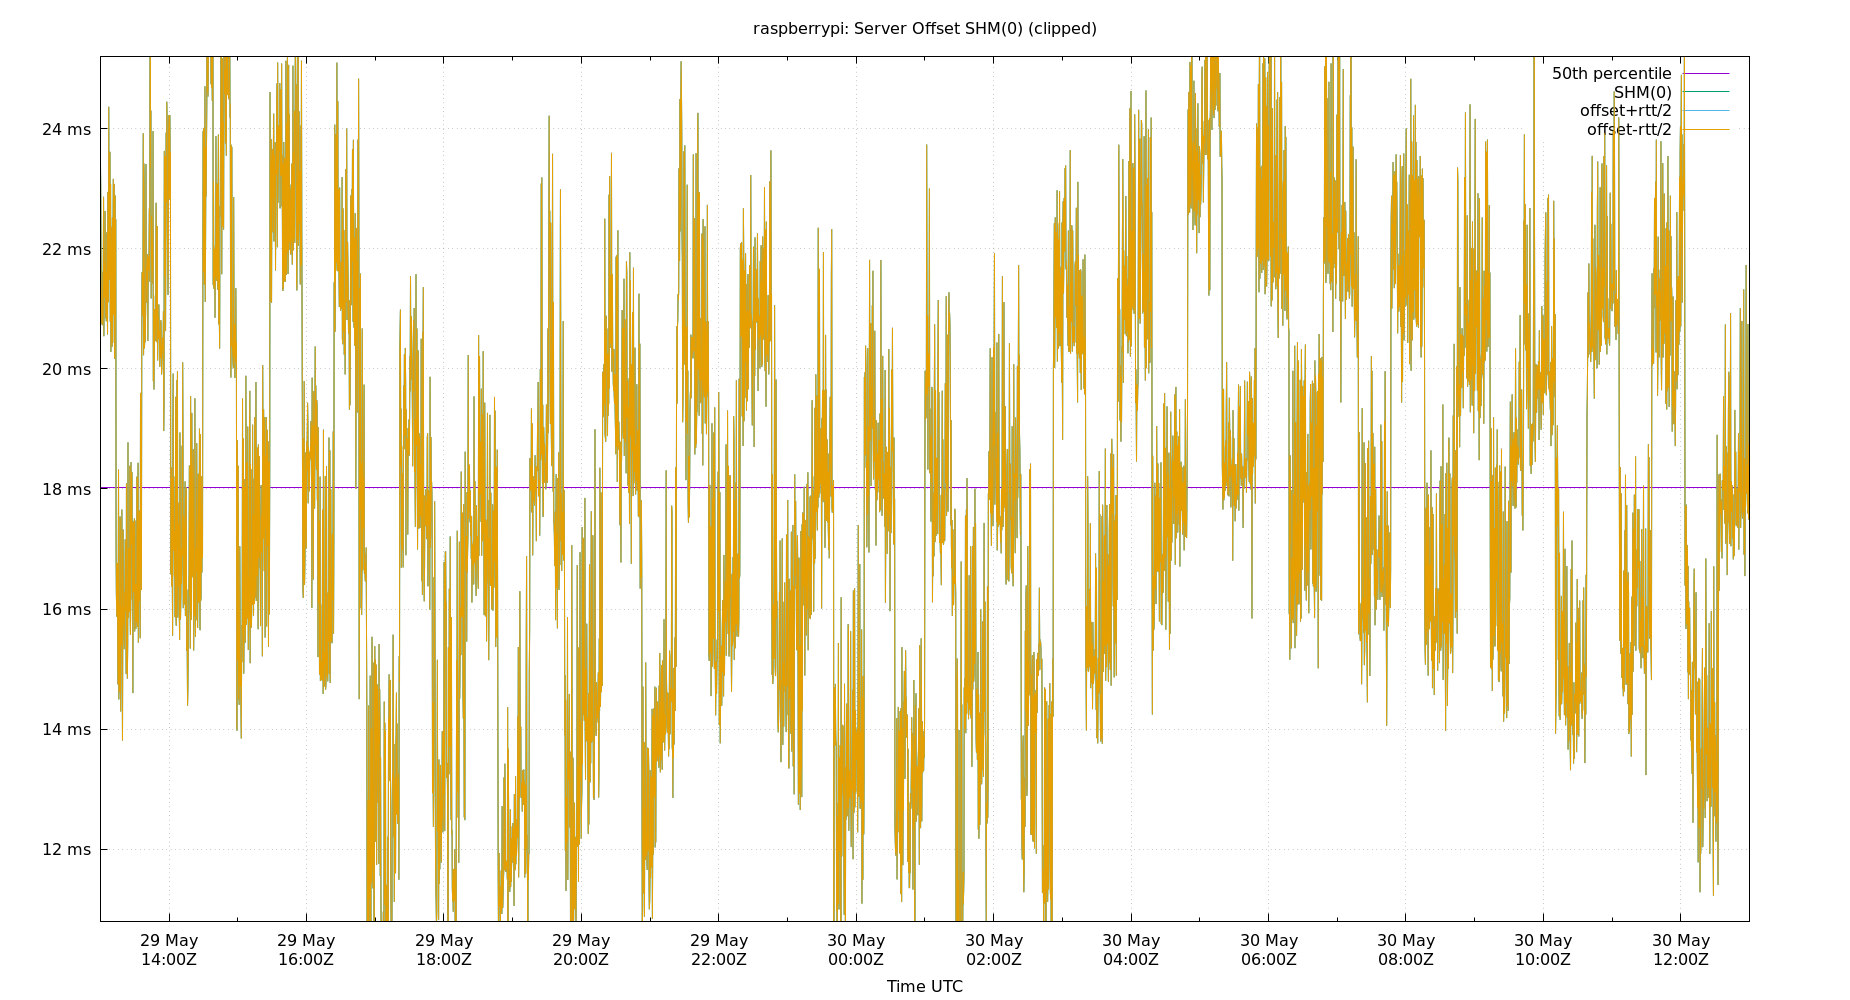 raspberrypi: Server Offset SHM(0) (clipped)
50th percentile
SHM(0)
offset+rtt/2
offset-rtt/2
24 ms
22 ms
20 ms
18 ms
16 ms
14 ms
12 ms
29 May 29 May 29 May 29 May 29 May 30 May 30 May 30 May 30 May 30 May 30 May 30 May
14:00Z 16:00Z 18:00Z 20:00Z 22:00Z 00:00Z 02:00Z 04:00Z 06:00Z 08:00Z 10:00Z 12:00Z
Time UTC